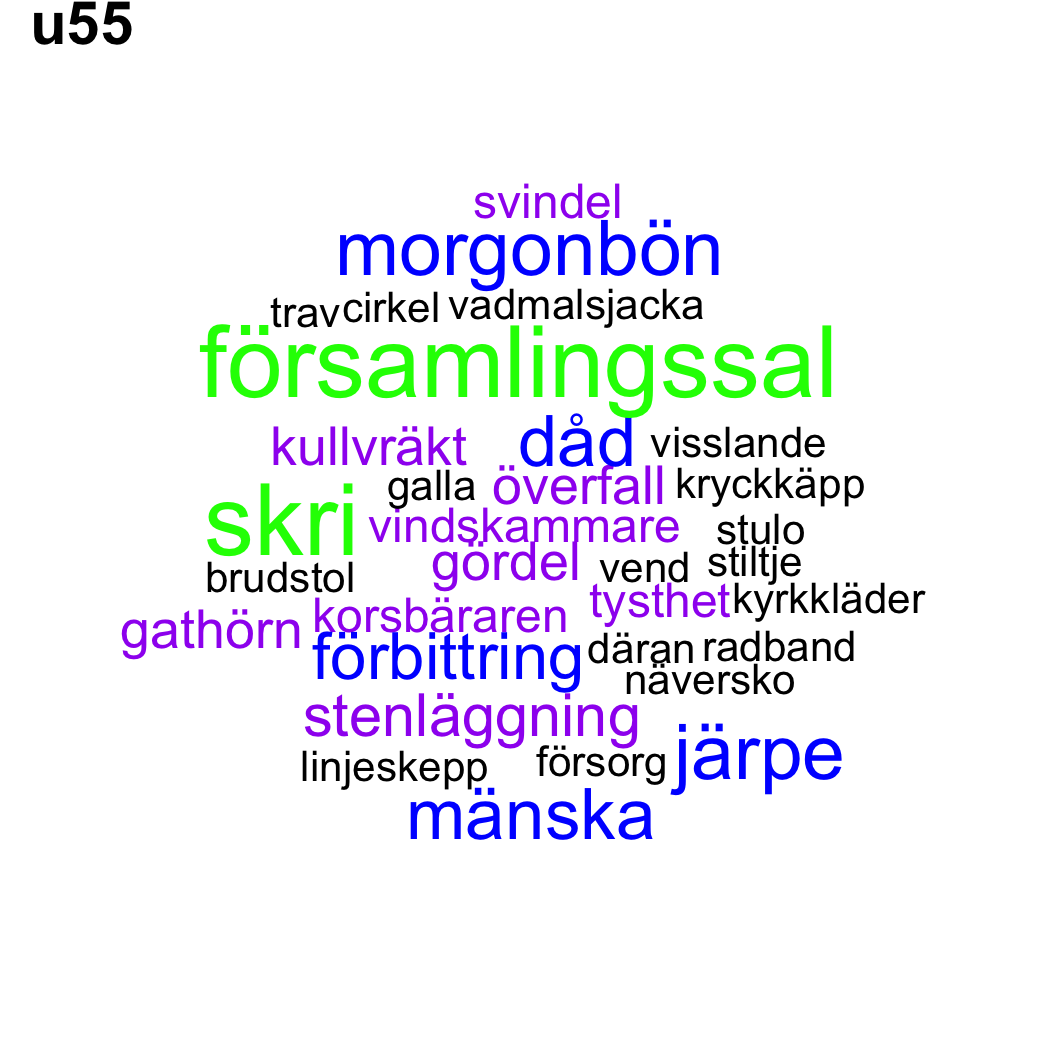 u55
svindel
morgonbön
trav cirkel vadmalsjacka
församlingssal
kullvräkt dåd visslande
galla överfall kryckkäpp
skri vindskammare stulo
gördel vend stiltje
brudstol tysthet kyrkkläder
gathörn korsbäraren
förbittring däran radband
näversko
stenläggning
linjeskepp försorg järpe
mänska